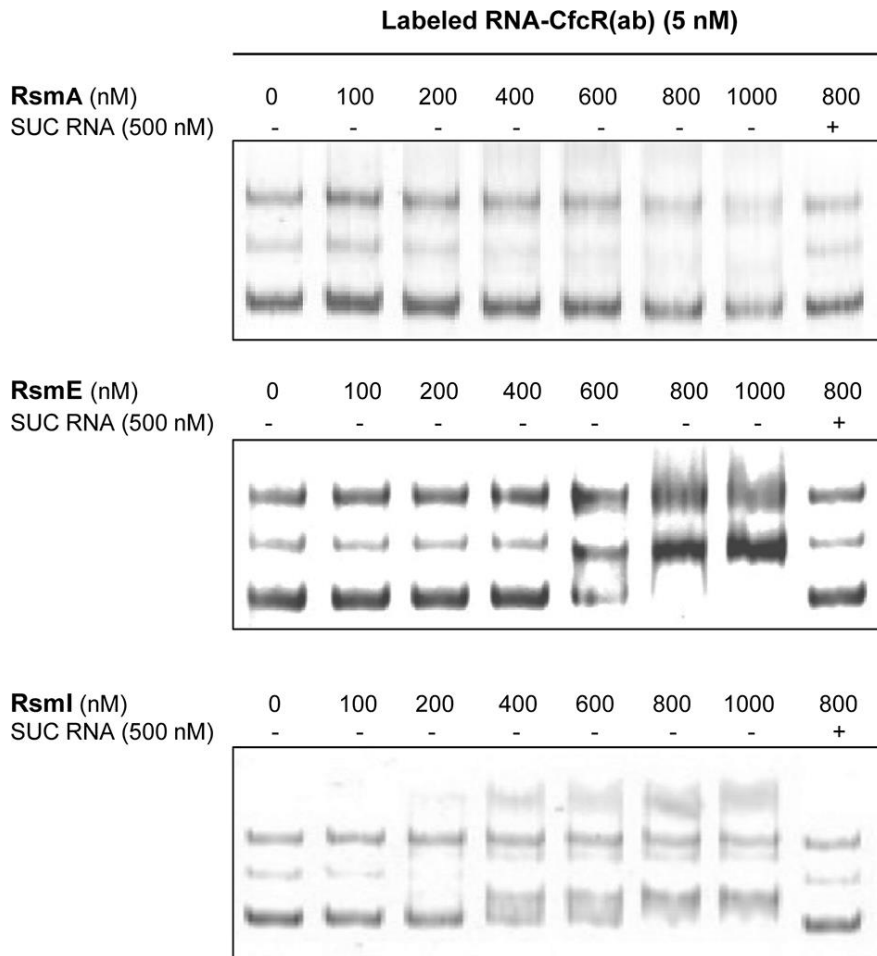 Labeled RNA-CfcR(ab) (5 nM)
RsmA (nM) 0 100 200 400 600 800 1000 800
SUC RNA (500 nM) - - - - - - - +
RsmE (nM) 0 100 200 400 600 800 1000 800
SUC RNA (500 nM) - - - - - - - +
RsmI (nM) 0 100 200 400 600 800 1000 800
SUC RNA (500 nM) - - - - - - - +